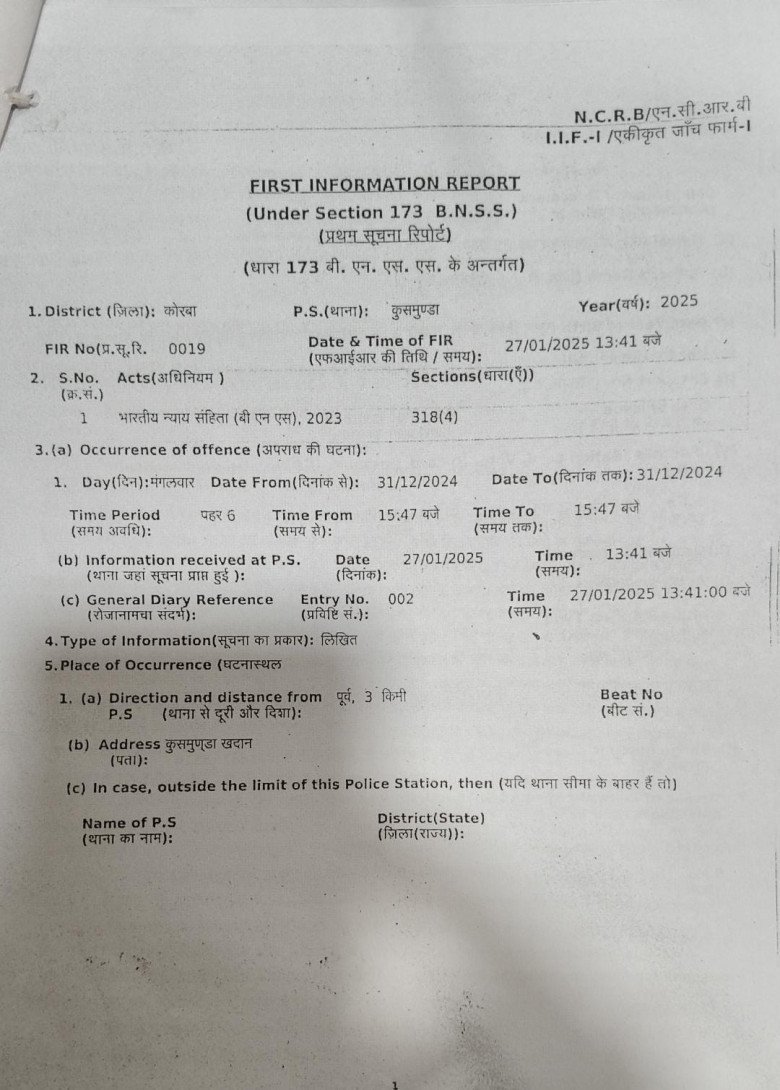 N.C.R.B/एन.सी.आर.बी
I.I.F.-I /एकीकृत जाँच फार्म-I
FIRST INFORMATION REPORT
(Under Section 173 B.N.S.S.)
(प्रथम सूचना रिपोर्ट)
(धारा 173 बी. एन. एस. एस. के अन्तर्गत)
1. District (ज़िला): कोरबा P.S.(थाना): कुसमुण्डा Year(वर्ष): 2025
FIR No(प्र.सू.रि. 0019 Date & Time of FIR 27/01/2025 13:41 बजे
(एफआईआर की तिथि / समय):
2. S.No. Acts(अधिनियम ) Sections(धारा(एँ))
(क्र.सं.)
1 भारतीय न्याय संहिता (बी एन एस), 2023 318(4)
3.(a) Occurrence of offence (अपराध की घटना):
1. Day(दिन):मंगलवार Date From(दिनांक से): 31/12/2024 Date To(दिनांक तक): 31/12/2024
Time Period पहर 6 Time From 15:47 बजे Time To 15:47 बजे
(समय अवधि): (समय से): (समय तक):
(b) Information received at P.S. Date 27/01/2025 Time 13:41 बजे
(थाना जहां सूचना प्राप्त हुई ): (दिनांक): (समय):
(c) General Diary Reference Entry No. 002 Time 27/01/2025 13:41:00 बजे
(रोजानामचा संदर्भ): (प्रविष्टि सं.): (समय):
4. Type of Information(सूचना का प्रकार): लिखित
5. Place of Occurrence (घटनास्थल
1. (a) Direction and distance from पूर्व, 3 किमी Beat No
P.S (थाना से दूरी और दिशा): (बीट सं.)
(b) Address कुसमुण्डा खदान
(पता):
(c) In case, outside the limit of this Police Station, then (यदि थाना सीमा के बाहर हैं तो)
Name of P.S District(State)
(थाना का नाम): (ज़िला(राज्य)):
1